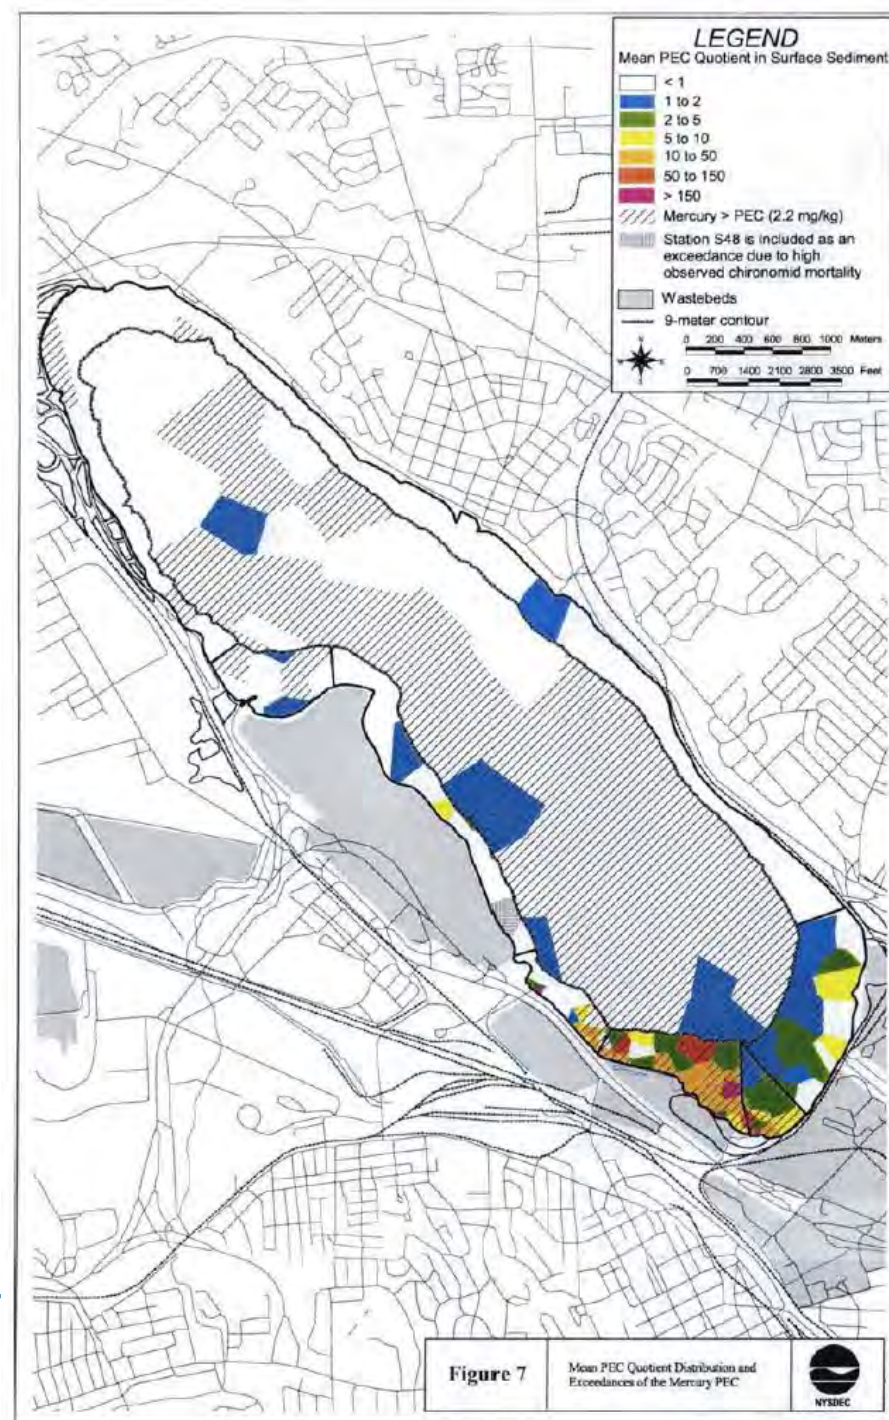 LEGEND
Mean PEC Quotient in Surface Sediment
< 1
1 to 2
2 to 5
5 to 10
10 to 50
50 to 150
> 150
Mercury > PEC (2.2 mg/kg)
Station S48 is included as an
exceedance due to high
observed chironomid mortality
Wastebeds
9-meter contour
N
0 200 400 600 800 1000 Meters
W E
0 700 1400 2100 2800 3500 Feet
S
Figure 7
Mean PEC Quotient Distribution and
Exceedances of the Mercury PEC
NYSDEC